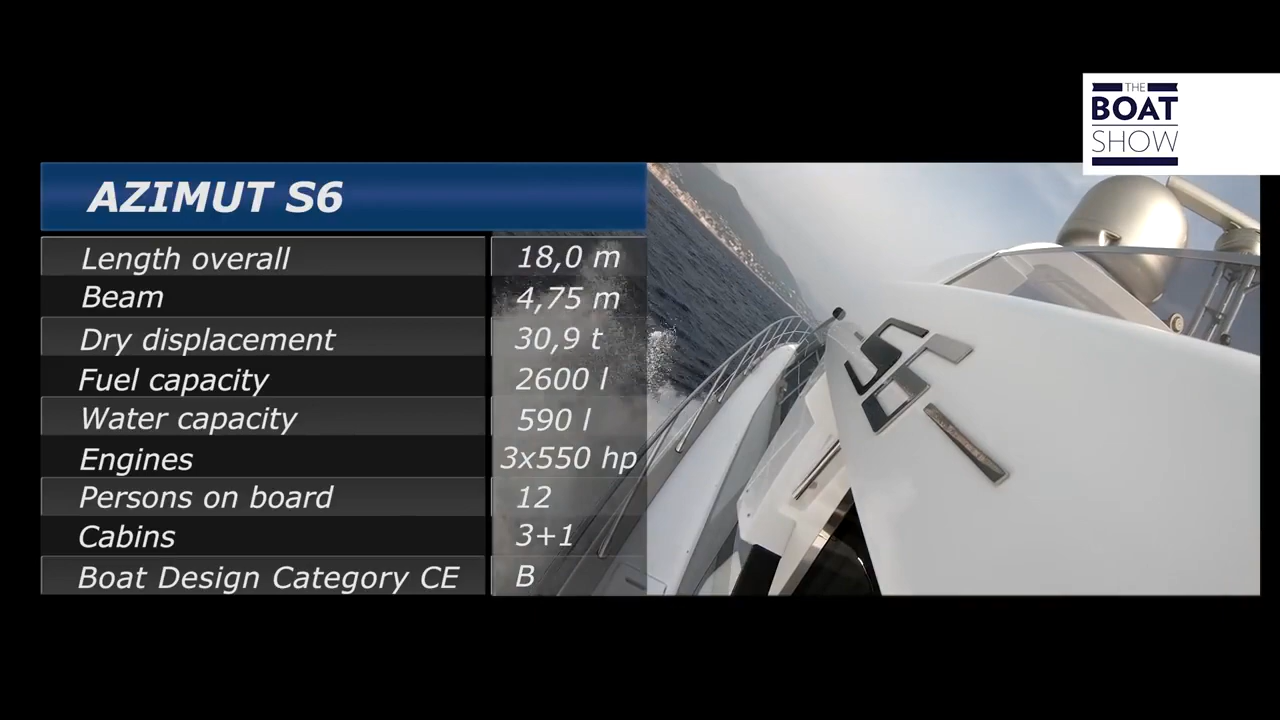 THE
BOAT
SHOW
AZIMUT S6
Length overall 18,0 m
Beam 4,75 m
Dry displacement 30,9 t
Fuel capacity 2600 l
Water capacity 590 l
Engines 3x550 hp
Persons on board 12
Cabins 3+1
Boat Design Category CE B
S6